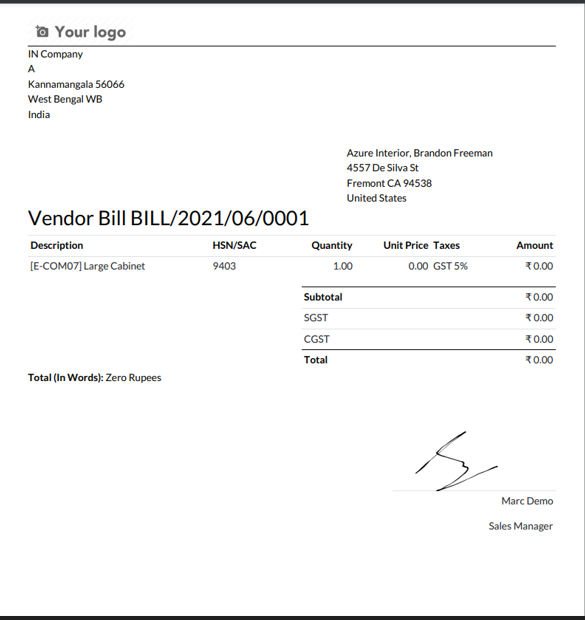 Your logo
IN Company
A
Kannamangala 56066
West Bengal WB
India
Azure Interior, Brandon Freeman
4557 De Silva St
Fremont CA 94538
United States
Vendor Bill BILL/2021/06/0001
Description HSN/SAC Quantity Unit Price Taxes Amount
[E-COM07] Large Cabinet 9403 1.00 0.00 GST 5% ₹ 0.00
Subtotal ₹ 0.00
SGST ₹ 0.00
CGST ₹ 0.00
Total ₹ 0.00
Total (In Words): Zero Rupees
Marc Demo
Sales Manager